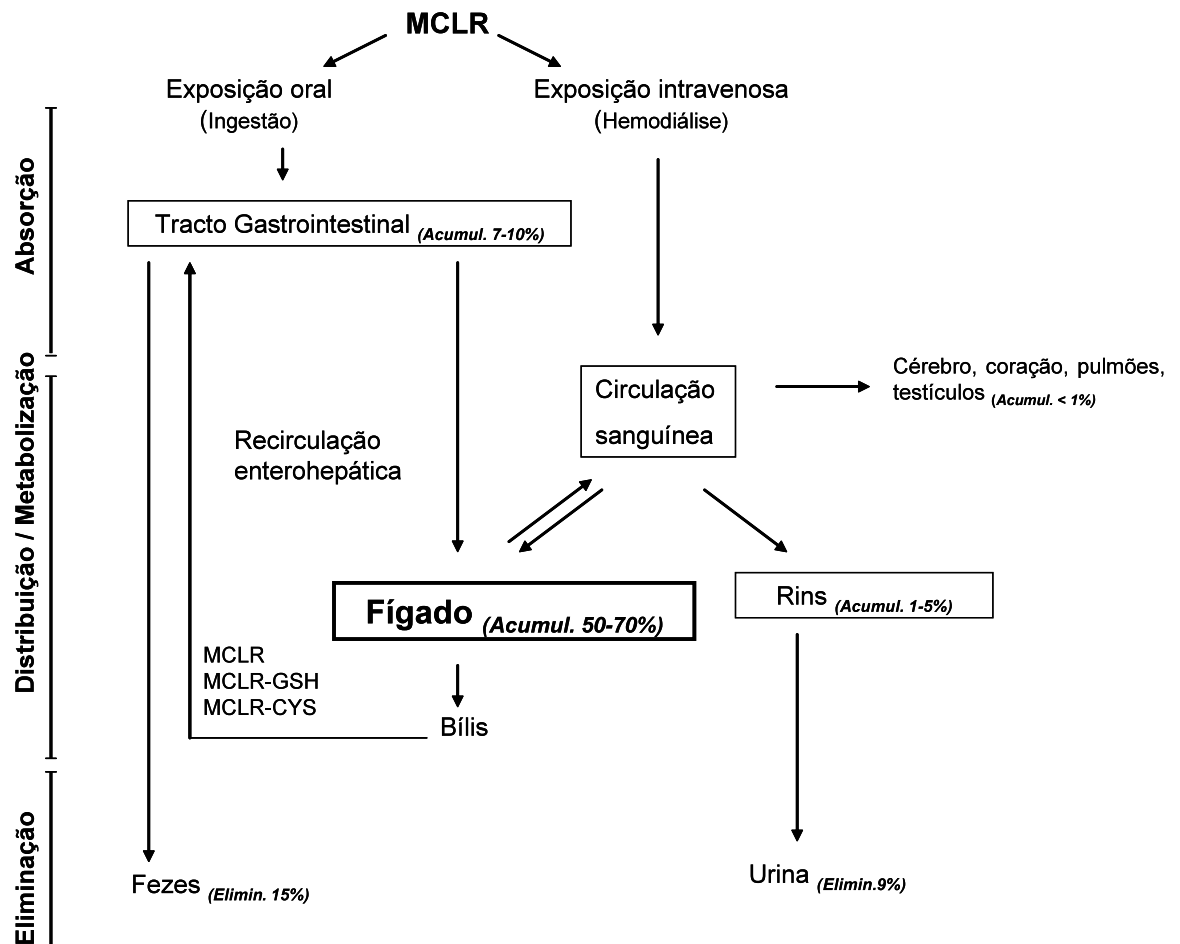 MCLR
Exposição oral
(Ingestão)
Exposição intravenosa
(Hemodiálise)
Absorção
Tracto Gastrointestinal (Acumul. 7-10%)
Distribuição / Metabolização
Circulação
sanguínea
Cérebro, coração, pulmões,
testículos (Acumul. < 1%)
Recirculação
enterohepática
Fígado (Acumul. 50-70%)
Rins (Acumul. 1-5%)
MCLR
MCLR-GSH
MCLR-CYS
Bílis
Eliminação
Fezes (Elimin. 15%)
Urina (Elimin.9%)